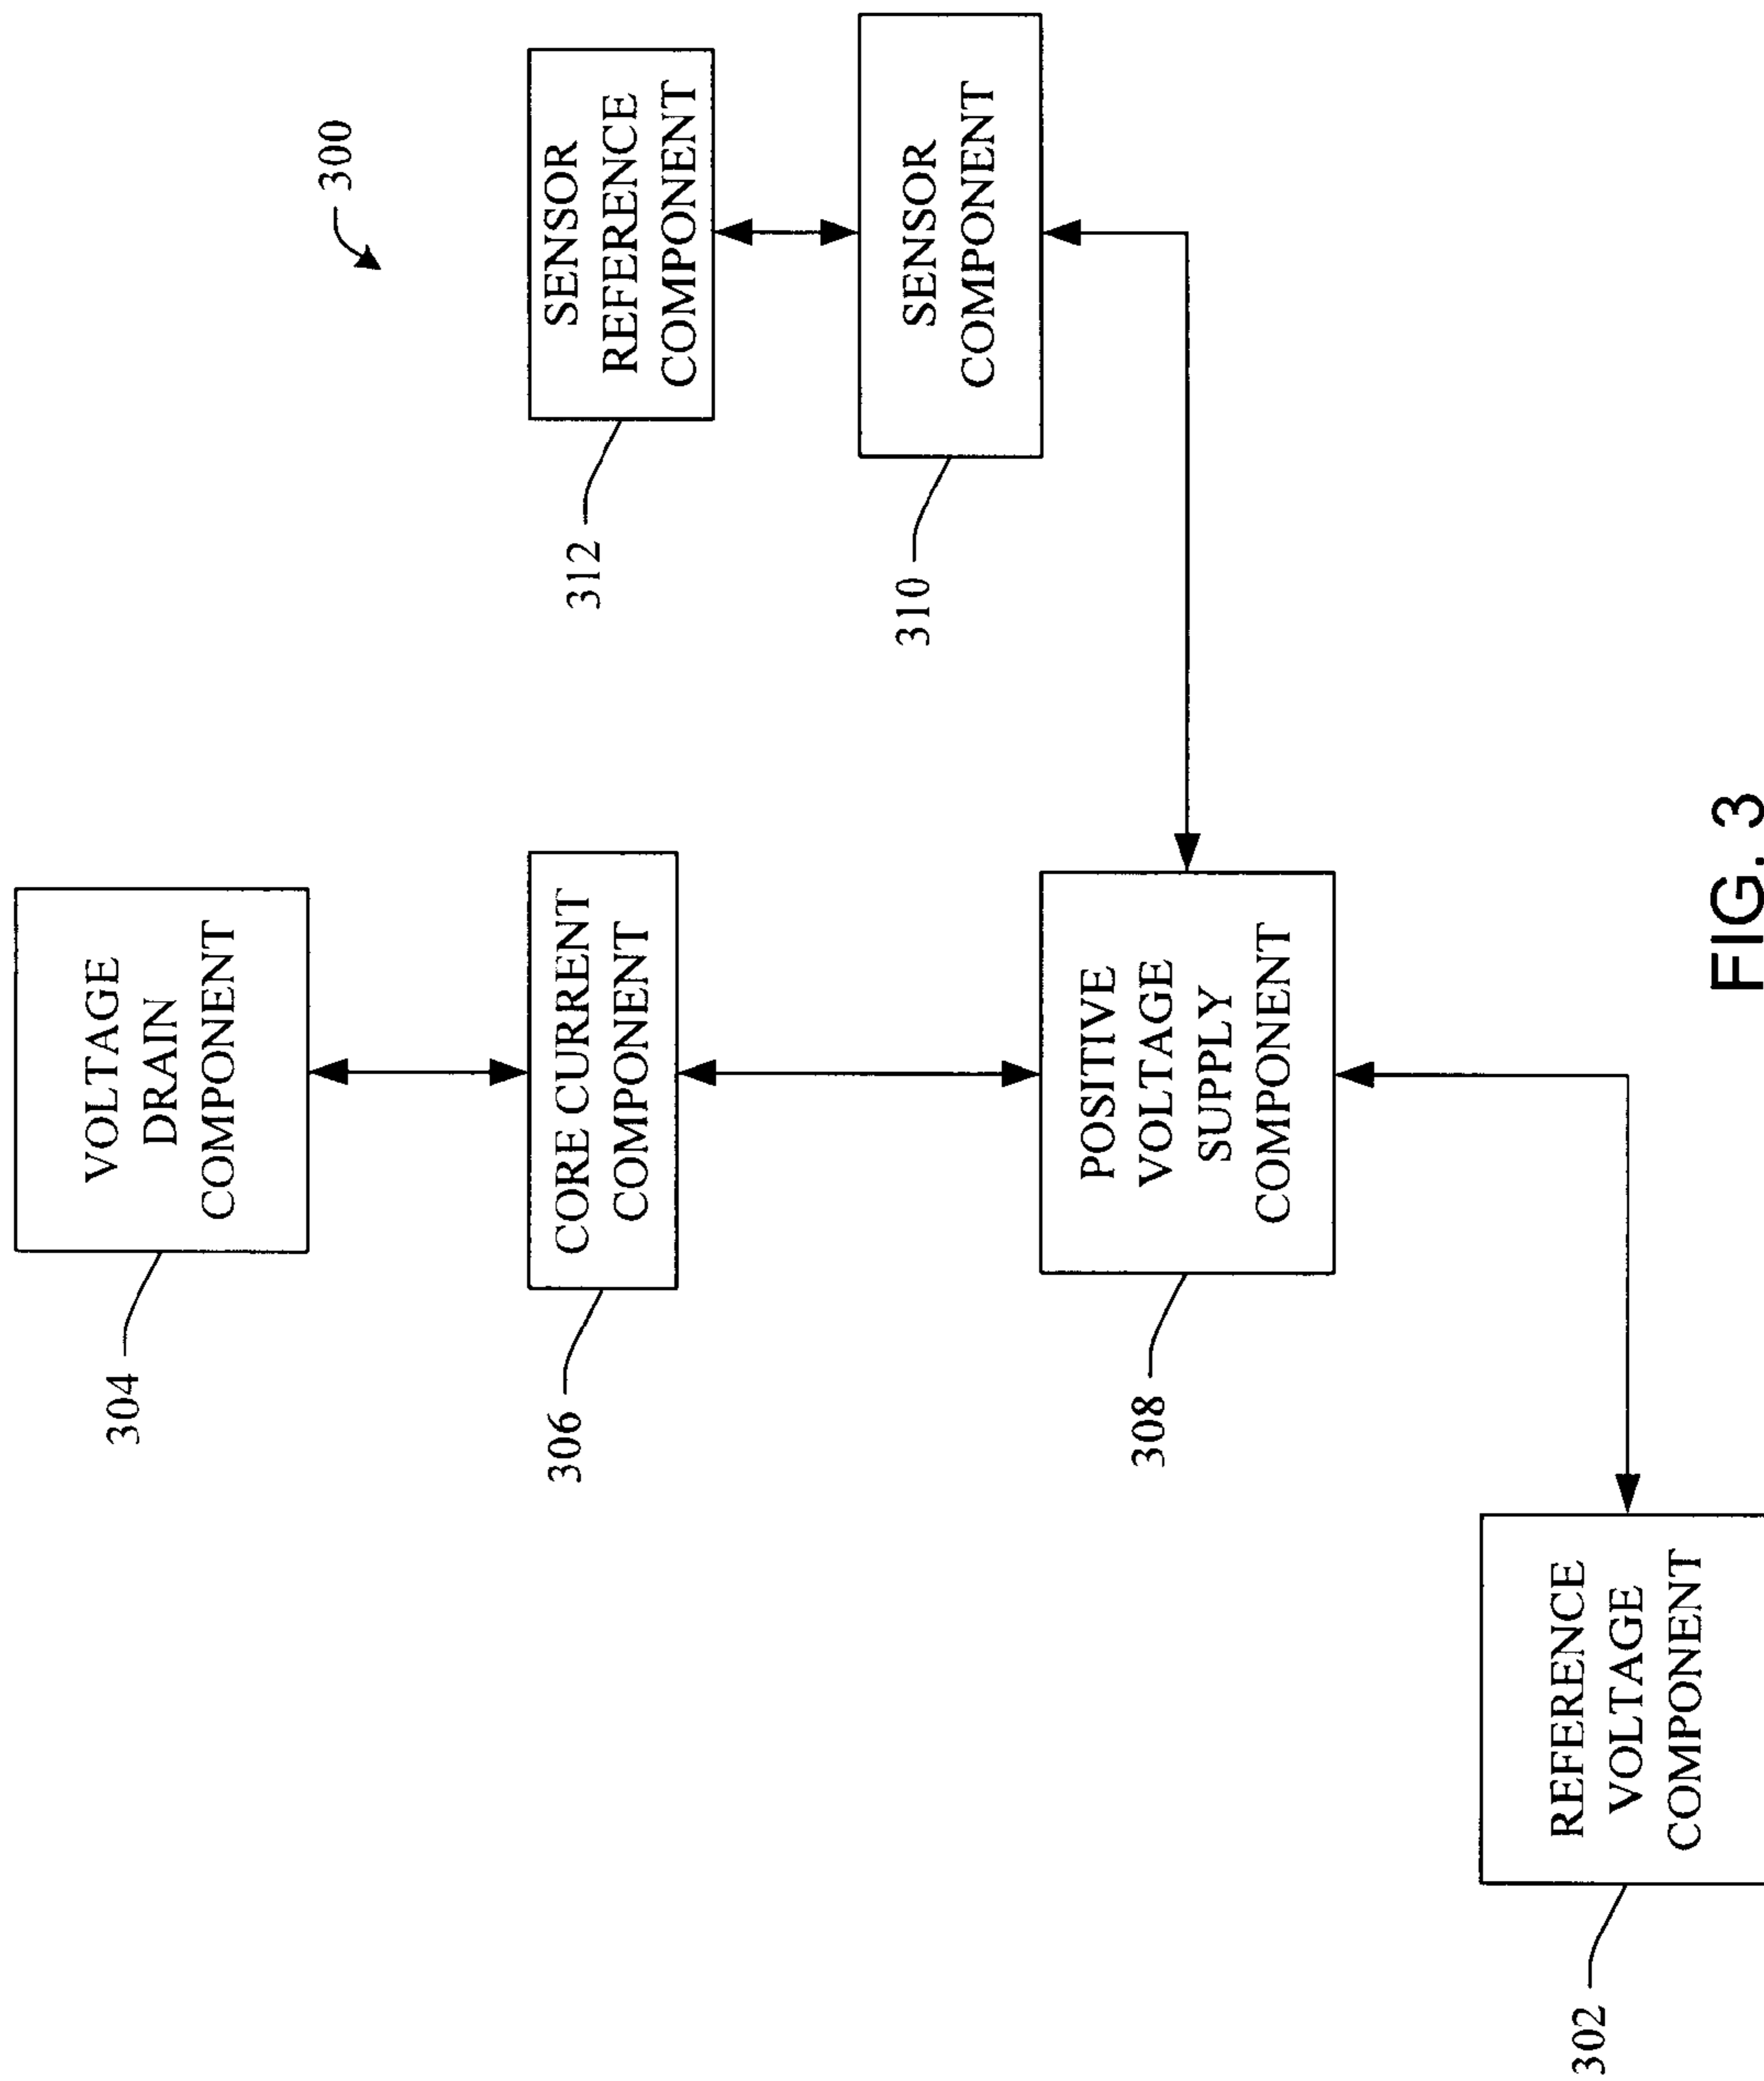 300
VOLTAGE
DRAIN
COMPONENT
304
CORE CURRENT
COMPONENT
306
SENSOR
REFERENCE
COMPONENT
312
SENSOR
COMPONENT
310
POSITIVE
VOLTAGE
SUPPLY
COMPONENT
308
REFERENCE
VOLTAGE
COMPONENT
302
FIG. 3